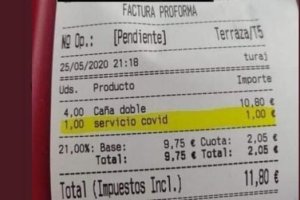 FACTURA PROFORMA
Nº Op.: [Pendiente] Terraza/T5
25/05/2020 21:18 turaj
Uds. Producto Importe
4,00 Caña doble 10,80 €
1,00 servicio covid 1,00 €
21,00% Base: 9,75 € Cuota: 2,05 €
Total: 9,75 € Total: 2,05 €
Total (Impuestos Incl.) 11,80 €